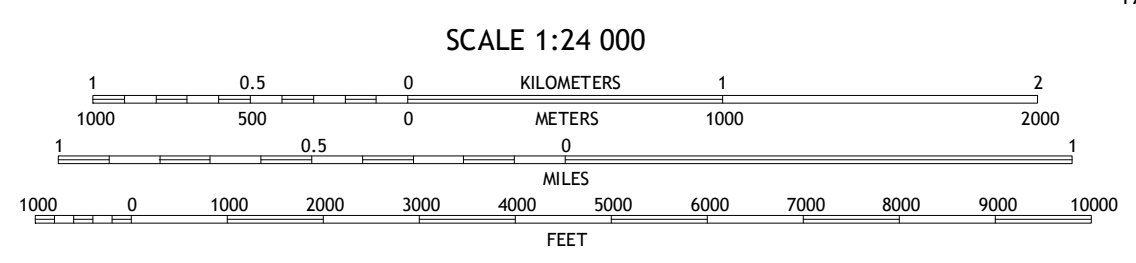 SCALE 1:24 000
1 0.5 0 KILOMETERS 1 2
1000 500 0 METERS 1000 2000
1 0.5 0 1
MILES
1000 0 1000 2000 3000 4000 5000 6000 7000 8000 9000 10000
FEET